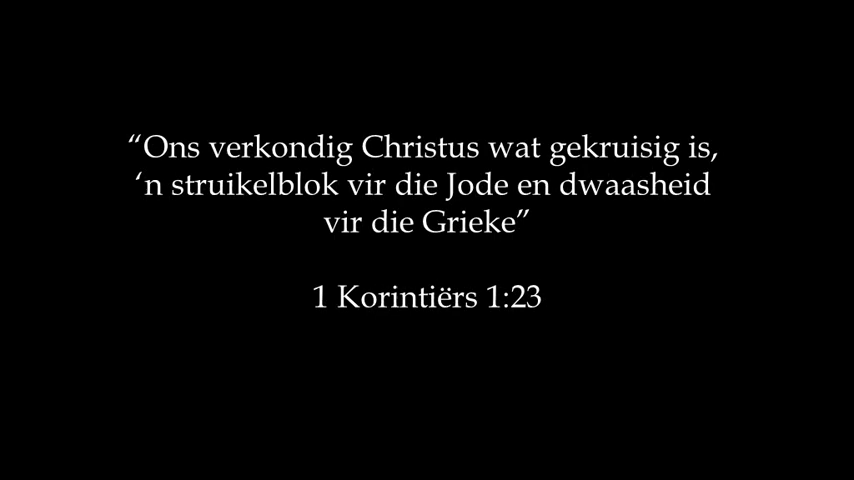 “Ons verkondig Christus wat gekruisig is,
‘n struikelblok vir die Jode en dwaasheid
vir die Grieke”
1 Korintiërs 1:23